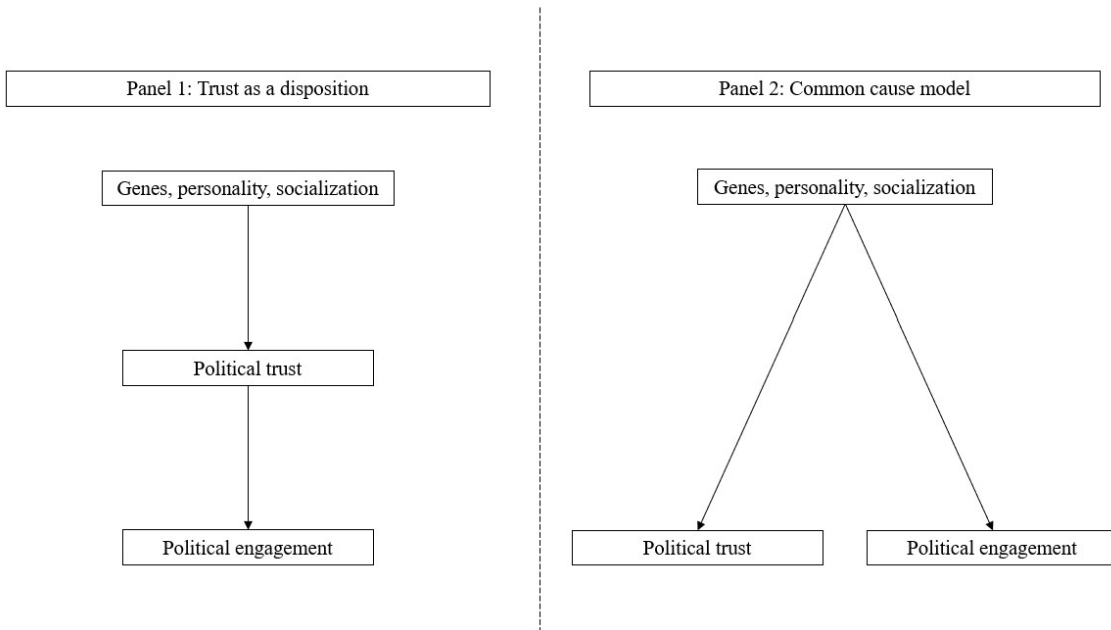 Panel 1: Trust as a disposition
Genes, personality, socialization
Political trust
Political engagement
Panel 2: Common cause model
Genes, personality, socialization
Political trust
Political engagement